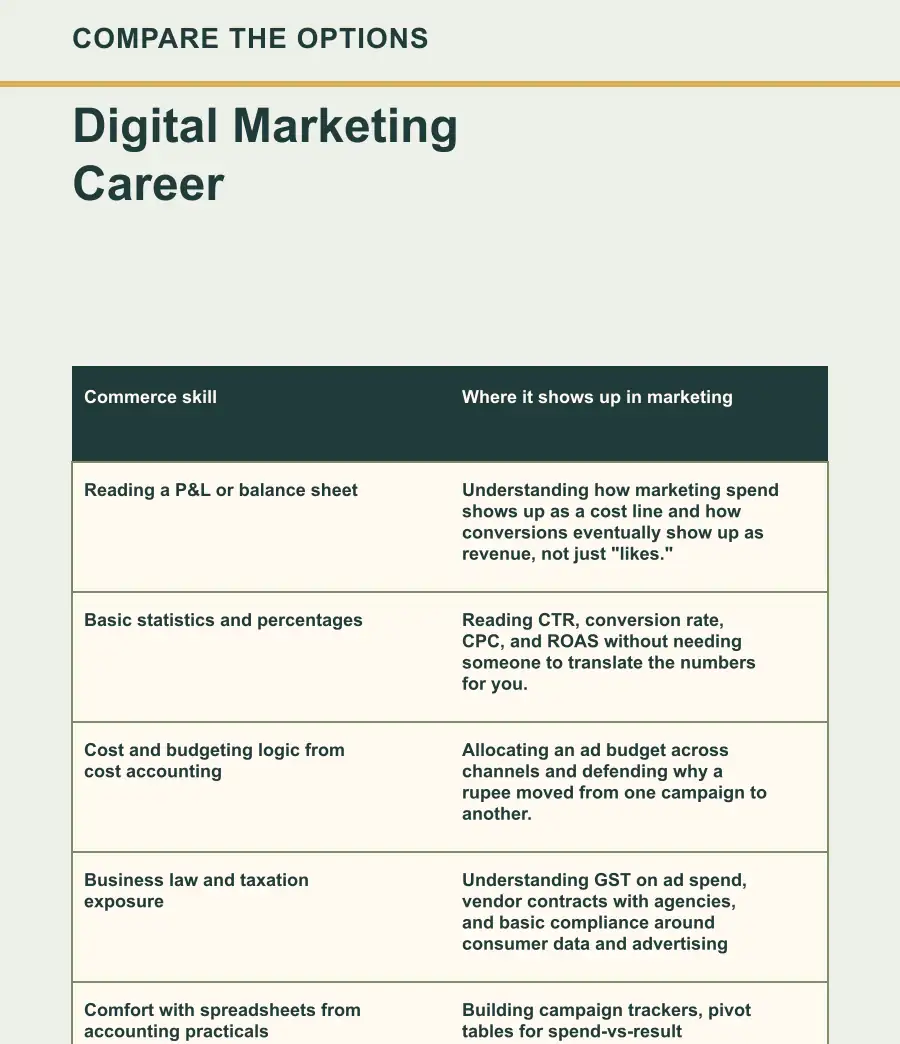 COMPARE THE OPTIONS
Digital Marketing
Career
Commerce skill
Where it shows up in marketing
Reading a P&L or balance sheet
Understanding how marketing spend
shows up as a cost line and how
conversions eventually show up as
revenue, not just "likes."
Basic statistics and percentages
Reading CTR, conversion rate,
CPC, and ROAS without needing
someone to translate the numbers
for you.
Cost and budgeting logic from
cost accounting
Allocating an ad budget across
channels and defending why a
rupee moved from one campaign to
another.
Business law and taxation
exposure
Understanding GST on ad spend,
vendor contracts with agencies,
and basic compliance around
consumer data and advertising
Comfort with spreadsheets from
accounting practicals
Building campaign trackers, pivot
tables for spend-vs-result